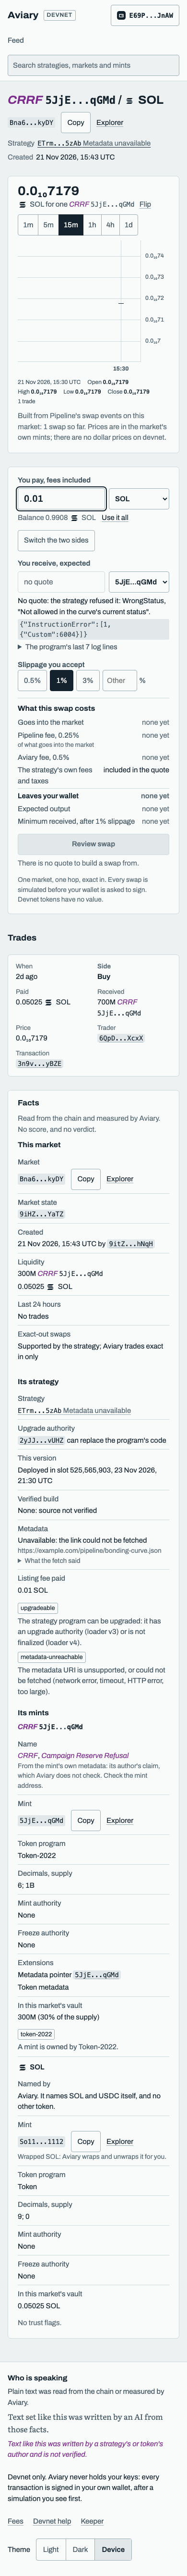 Aviary DEVNET E69P...JnAW
Feed
Search strategies, markets and mints
CRRF 5JjE...qGMd / SOL
Bna6...kyDY Copy Explorer
Strategy ETrm...5zAb Metadata unavailable
Created 21 Nov 2026, 15:43 UTC
0.0₁₀7179
SOL for one CRRF 5JjE...qGMd Flip
1m 5m 15m 1h 4h 1d
0.0₁₀74
0.0₁₀73
0.0₁₀72
0.0₁₀71
0.0₁₀7
15:30
21 Nov 2026, 15:30 UTC Open 0.0₁₀7179
High 0.0₁₀7179 Low 0.0₁₀7179 Close 0.0₁₀7179
1 trade
Built from Pipeline's swap events on this
market: 1 swap so far. Prices are in the market's
own mints; there are no dollar prices on devnet.
You pay, fees included
0.01 SOL
Balance 0.9908 SOL Use it all
Switch the two sides
You receive, expected
no quote 5JjE...qGMd
No quote: the strategy refused it: WrongStatus,
"Not allowed in the curve's current status".
{"InstructionError":[1,
{"Custom":6004}]}
The program's last 7 log lines
Slippage you accept
0.5% 1% 3% Other %
What this swap costs
Goes into the market none yet
Pipeline fee, 0.25% none yet
of what goes into the market
Aviary fee, 0.5% none yet
The strategy's own fees included in the quote
and taxes
Leaves your wallet none yet
Expected output none yet
Minimum received, after 1% slippage none yet
Review swap
There is no quote to build a swap from.
One market, one hop, exact in. Every swap is
simulated before your wallet is asked to sign.
Devnet tokens have no value.
Trades
When Side
2d ago Buy
Paid Received
0.05025 SOL 700M CRRF
5JjE...qGMd
Price Trader
0.0₁₀7179 6QpD...XcxX
Transaction
3n9v...yBZE
Facts
Read from the chain and measured by Aviary.
No score, and no verdict.
This market
Market
Bna6...kyDY Copy Explorer
Market state
9iHZ...YaTZ
Created
21 Nov 2026, 15:43 UTC by 9itZ...hNqH
Liquidity
300M CRRF 5JjE...qGMd
0.05025 SOL
Last 24 hours
No trades
Exact-out swaps
Supported by the strategy; Aviary trades exact
in only
Its strategy
Strategy
ETrm...5zAb Metadata unavailable
Upgrade authority
2yJJ...vUHZ can replace the program's code
This version
Deployed in slot 525,565,903, 23 Nov 2026,
21:30 UTC
Verified build
None: source not verified
Metadata
Unavailable: the link could not be fetched
https://example.com/pipeline/bonding-curve.json
What the fetch said
Listing fee paid
0.01 SOL
upgradeable
The strategy program can be upgraded: it has
an upgrade authority (loader v3) or is not
finalized (loader v4).
metadata-unreachable
The metadata URI is unsupported, or could not
be fetched (network error, timeout, HTTP error,
too large).
Its mints
CRRF 5JjE...qGMd
Name
CRRF, Campaign Reserve Refusal
From the mint's own metadata: its author's claim,
which Aviary does not check. Check the mint
address.
Mint
5JjE...qGMd Copy Explorer
Token program
Token-2022
Decimals, supply
6; 1B
Mint authority
None
Freeze authority
None
Extensions
Metadata pointer 5JjE...qGMd
Token metadata
In this market's vault
300M (30% of the supply)
token-2022
A mint is owned by Token-2022.
SOL
Named by
Aviary. It names SOL and USDC itself, and no
other token.
Mint
So11...1112 Copy Explorer
Wrapped SOL: Aviary wraps and unwraps it for you.
Token program
Token
Decimals, supply
9; 0
Mint authority
None
Freeze authority
None
In this market's vault
0.05025 SOL
No trust flags.
Who is speaking
Plain text was read from the chain or measured by
Aviary.
Text set like this was written by an AI from
those facts.
Text like this was written by a strategy's or token's
author and is not verified.
Devnet only. Aviary never holds your keys: every
transaction is signed in your own wallet, after a
simulation you see first.
Fees Devnet help Keeper
Theme Light Dark Device